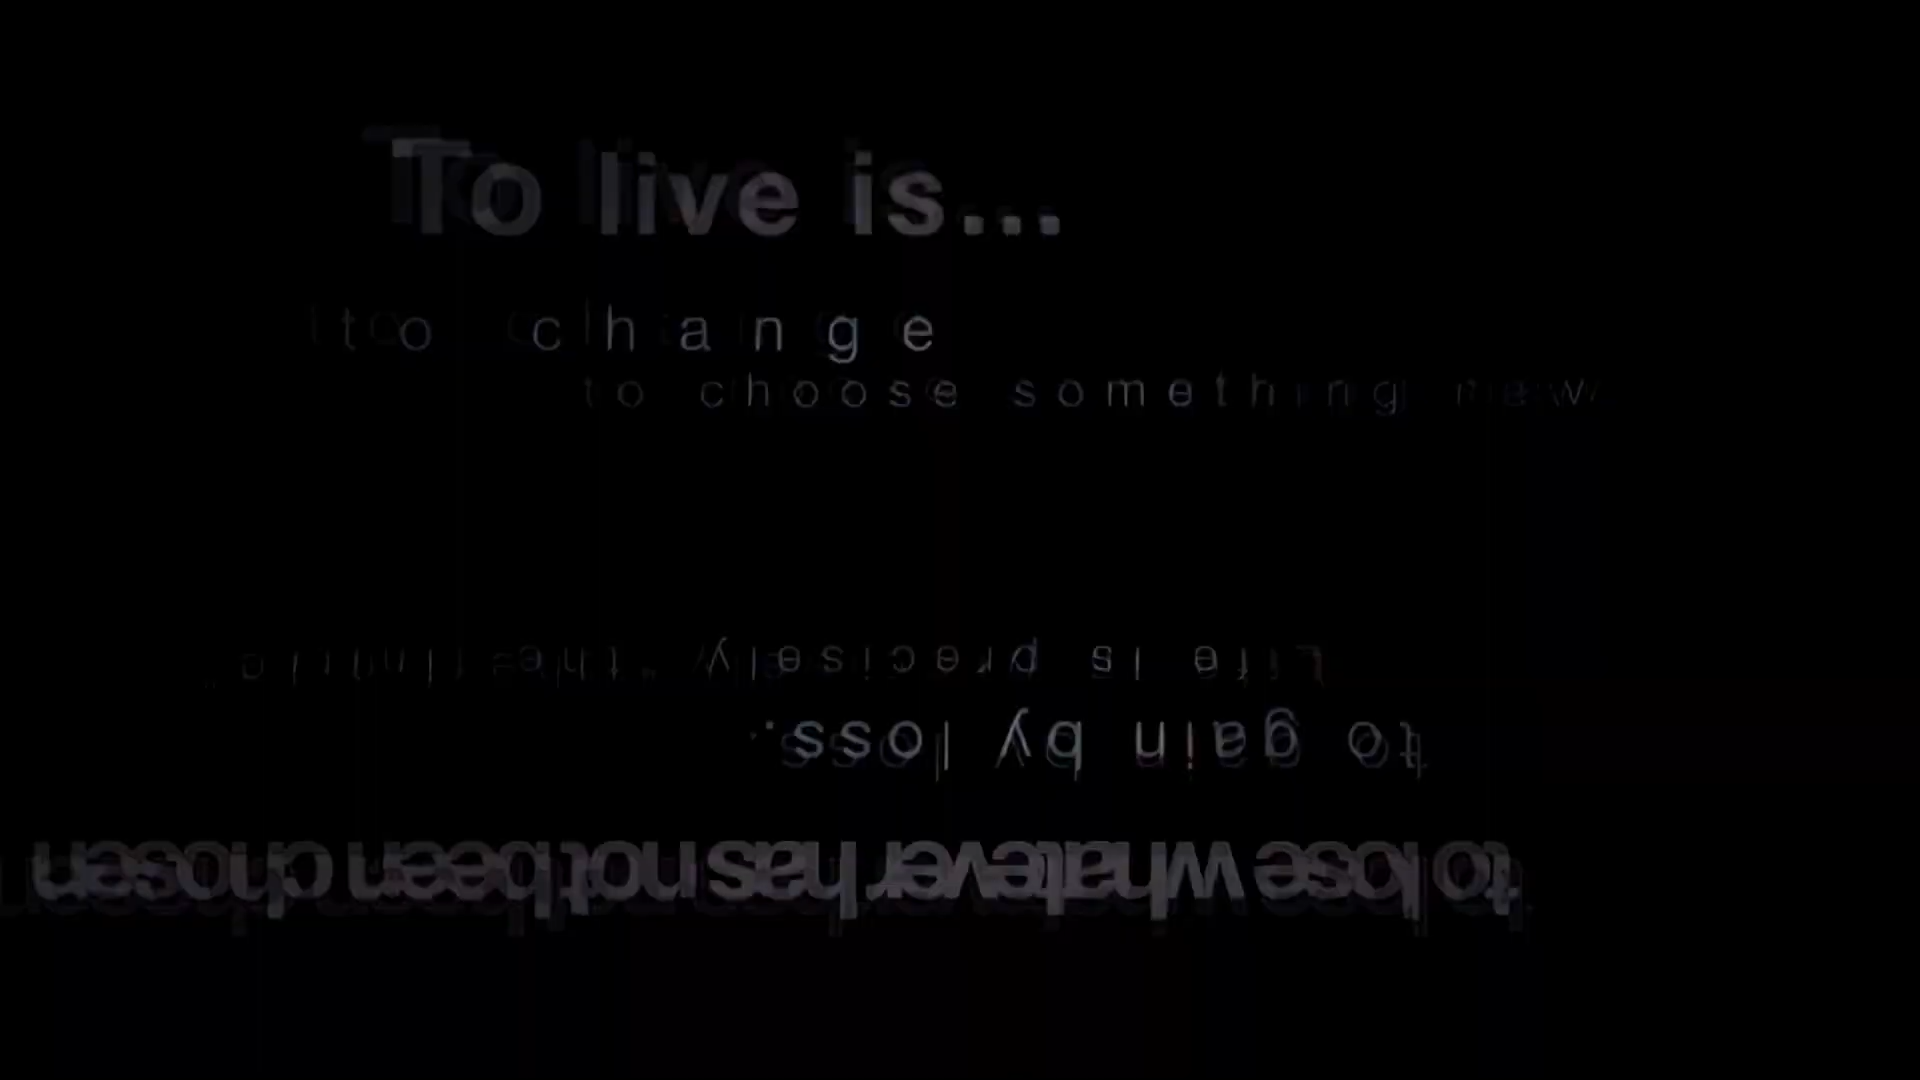 To live is...
to change
to choose something new
to lose whatever has not been chosen
to gain by loss..
Life is precisely "the